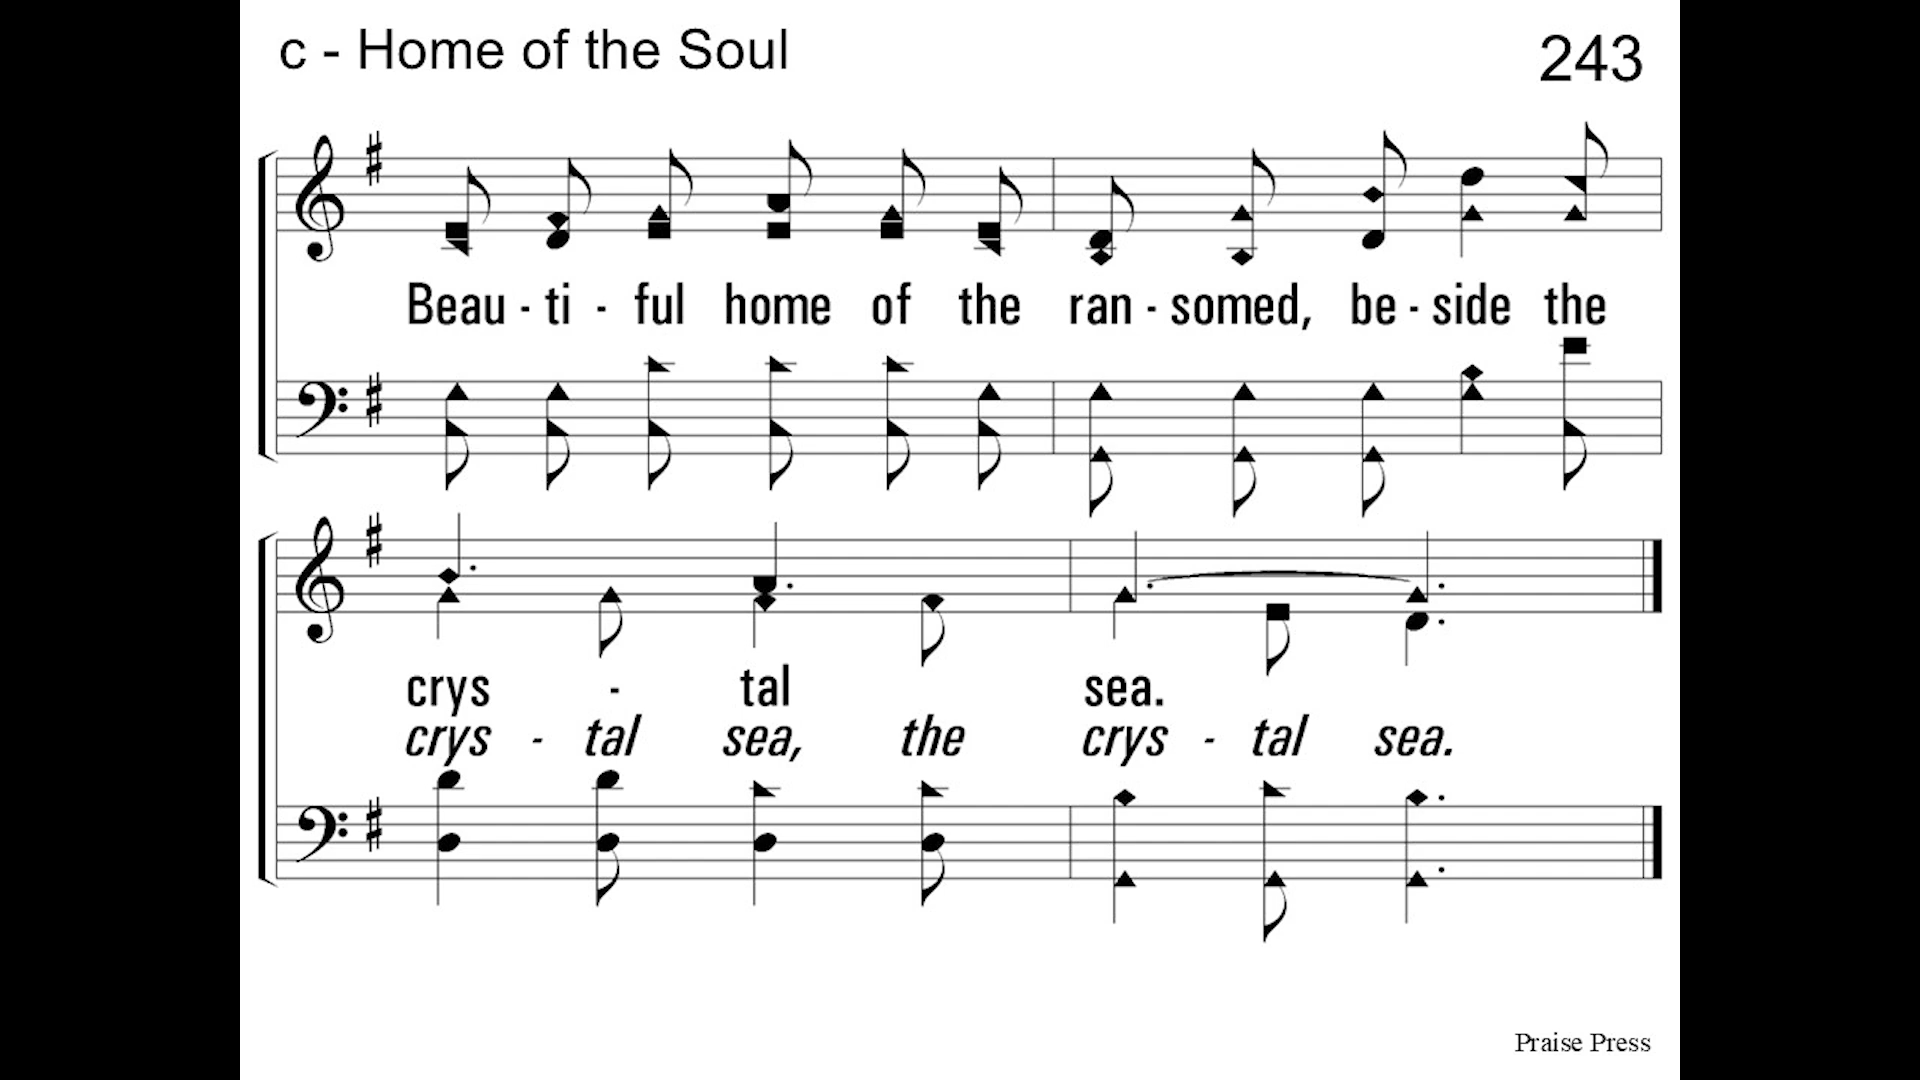 c - Home of the Soul
243
Beau - ti - ful home of the ran - somed, be - side the
crys - tal sea.
crys - tal sea, the crys - tal sea.
Praise Press